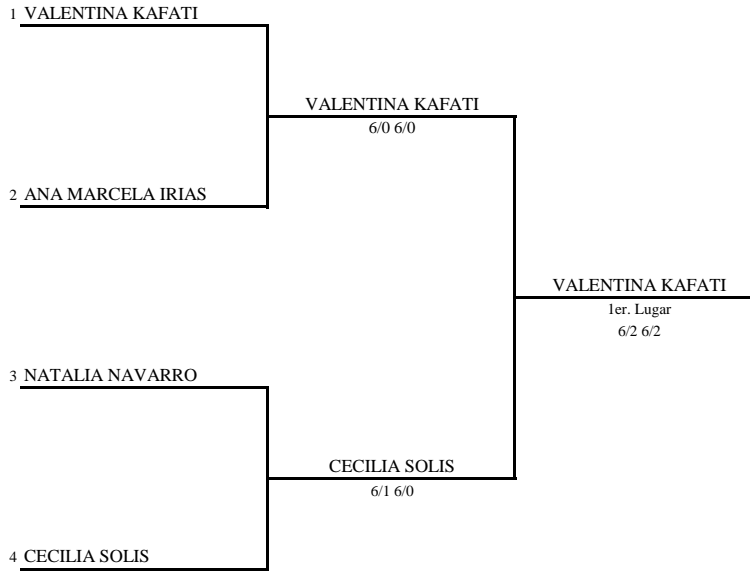 1 VALENTINA KAFATI
VALENTINA KAFATI
6/0 6/0
2 ANA MARCELA IRIAS
VALENTINA KAFATI
1er. Lugar
6/2 6/2
3 NATALIA NAVARRO
CECILIA SOLIS
6/1 6/0
4 CECILIA SOLIS